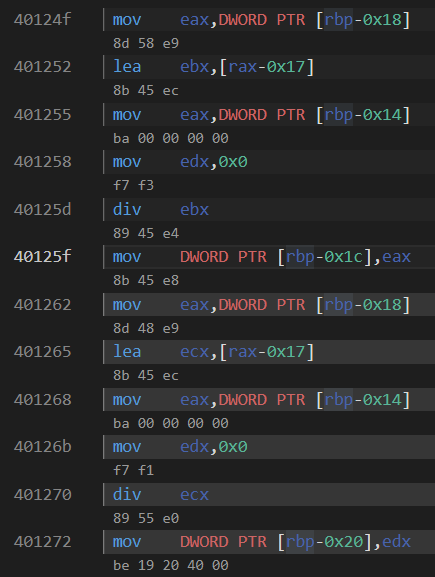 40124f mov eax,DWORD PTR [rbp-0x18]
8d 58 e9
401252 lea ebx,[rax-0x17]
8b 45 ec
401255 mov eax,DWORD PTR [rbp-0x14]
ba 00 00 00 00
401258 mov edx,0x0
f7 f3
40125d div ebx
89 45 e4
40125f mov DWORD PTR [rbp-0x1c],eax
8b 45 e8
401262 mov eax,DWORD PTR [rbp-0x18]
8d 48 e9
401265 lea ecx,[rax-0x17]
8b 45 ec
401268 mov eax,DWORD PTR [rbp-0x14]
ba 00 00 00 00
40126b mov edx,0x0
f7 f1
401270 div ecx
89 55 e0
401272 mov DWORD PTR [rbp-0x20],edx
be 19 20 40 00